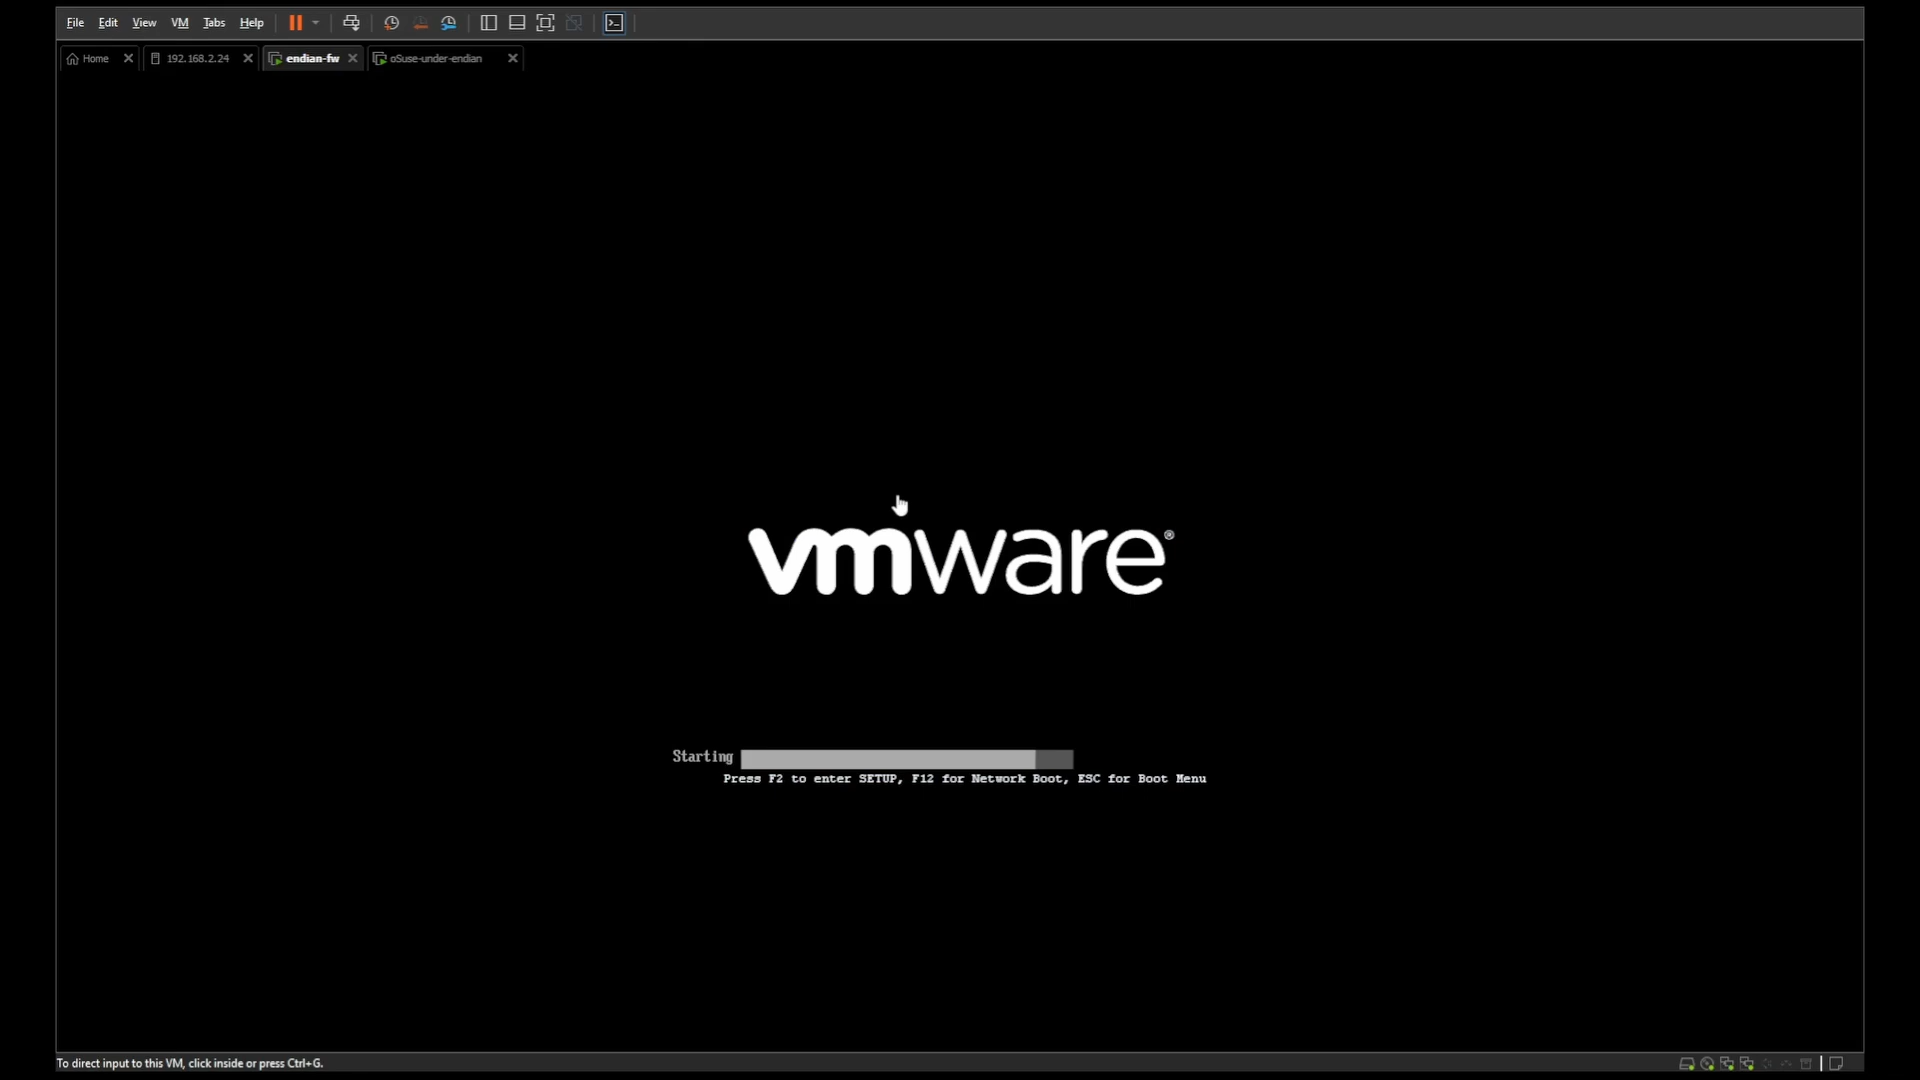 File Edit View VM Tabs Help
Home 192.168.2.24 endian-fw oSuse-under-endian
vmware®
Starting
Press F2 to enter SETUP, F12 for Network Boot, ESC for Boot Menu
To direct input to this VM, click inside or press Ctrl+G.